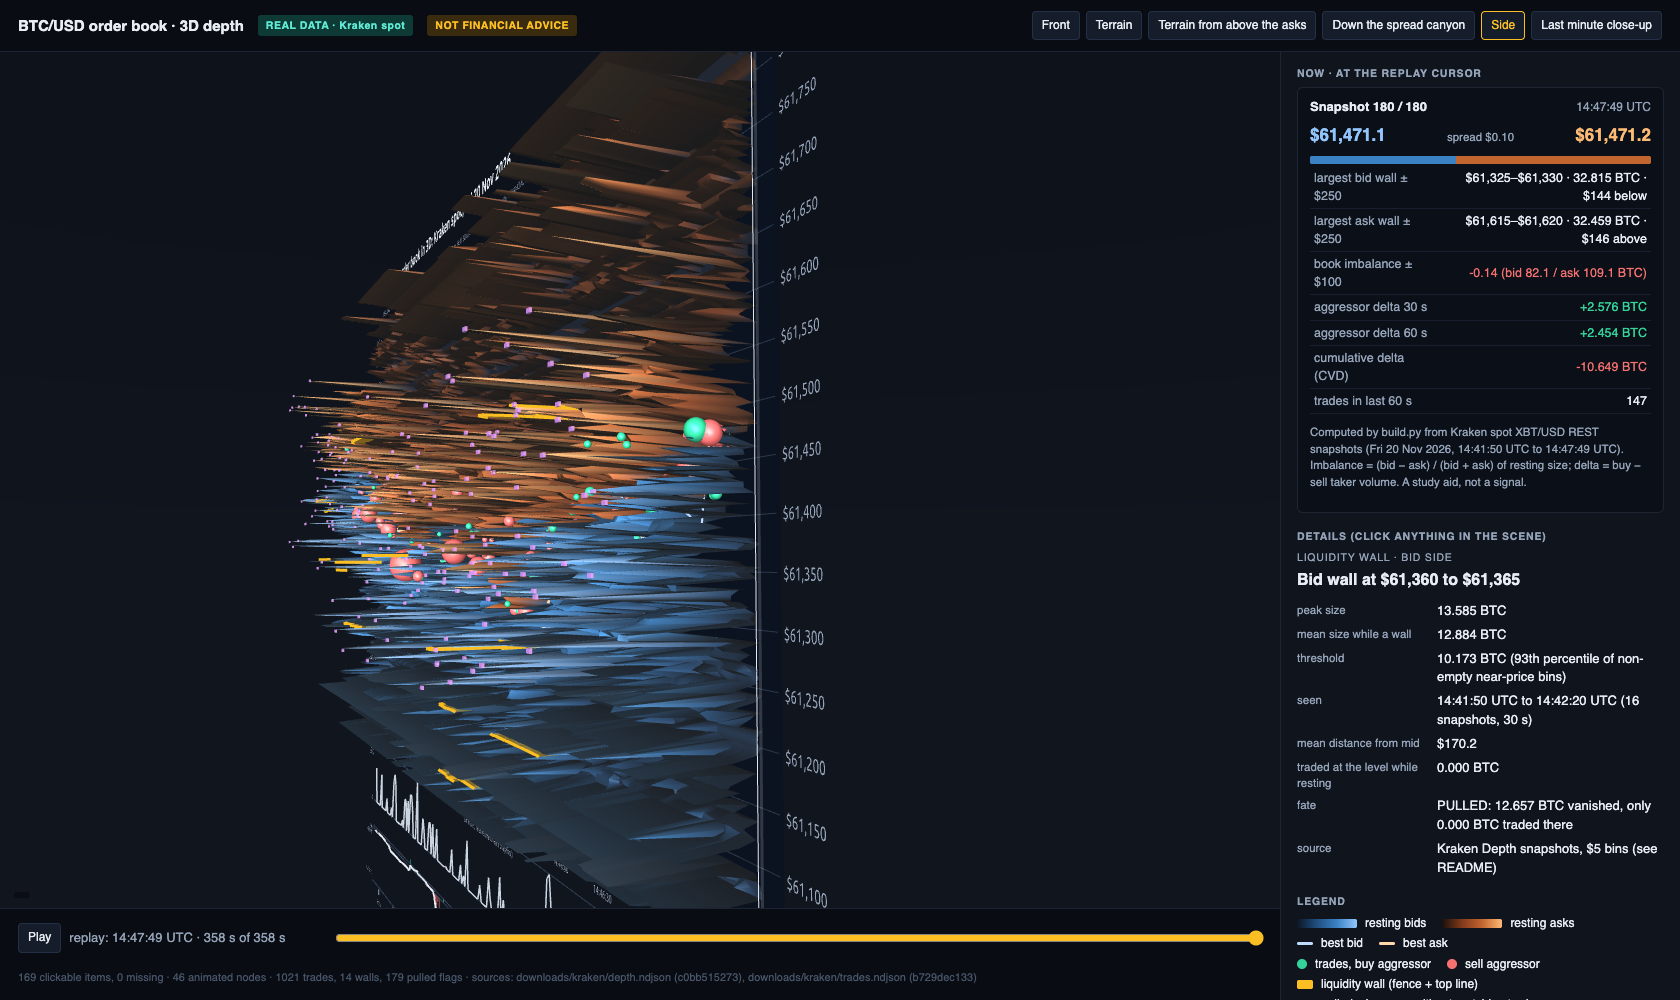 BTC/USD order book · 3D depth
REAL DATA · Kraken spot
NOT FINANCIAL ADVICE
Front
Terrain
Terrain from above the asks
Down the spread canyon
Side
Last minute close-up
$61,750
$61,700
$61,650
$61,600
$61,550
$61,500
$61,450
$61,400
$61,350
$61,300
$61,250
$61,200
$61,150
$61,100
20 Nov 2026
book in 3D: Kraken
14:46:30
NOW · AT THE REPLAY CURSOR
Snapshot 180 / 180
14:47:49 UTC
$61,471.1
spread $0.10
$61,471.2
largest bid wall ± $250
$61,325–$61,330 · 32.815 BTC · $144 below
largest ask wall ± $250
$61,615–$61,620 · 32.459 BTC · $146 above
book imbalance ± $100
-0.14 (bid 82.1 / ask 109.1 BTC)
aggressor delta 30 s
+2.576 BTC
aggressor delta 60 s
+2.454 BTC
cumulative delta (CVD)
-10.649 BTC
trades in last 60 s
147
Computed by build.py from Kraken spot XBT/USD REST
snapshots (Fri 20 Nov 2026, 14:41:50 UTC to 14:47:49 UTC).
Imbalance = (bid − ask) / (bid + ask) of resting size; delta = buy −
sell taker volume. A study aid, not a signal.
DETAILS (CLICK ANYTHING IN THE SCENE)
LIQUIDITY WALL · BID SIDE
Bid wall at $61,360 to $61,365
peak size
13.585 BTC
mean size while a wall
12.884 BTC
threshold
10.173 BTC (93th percentile of non-
empty near-price bins)
seen
14:41:50 UTC to 14:42:20 UTC (16
snapshots, 30 s)
mean distance from mid
$170.2
traded at the level while
resting
0.000 BTC
fate
PULLED: 12.657 BTC vanished, only
0.000 BTC traded there
source
Kraken Depth snapshots, $5 bins (see
README)
LEGEND
resting bids
resting asks
best bid
best ask
trades, buy aggressor
sell aggressor
liquidity wall (fence + top line)
Play
replay: 14:47:49 UTC · 358 s of 358 s
169 clickable items, 0 missing · 46 animated nodes · 1021 trades, 14 walls, 179 pulled flags · sources: downloads/kraken/depth.ndjson (c0bb515273), downloads/kraken/trades.ndjson (b729dec133)